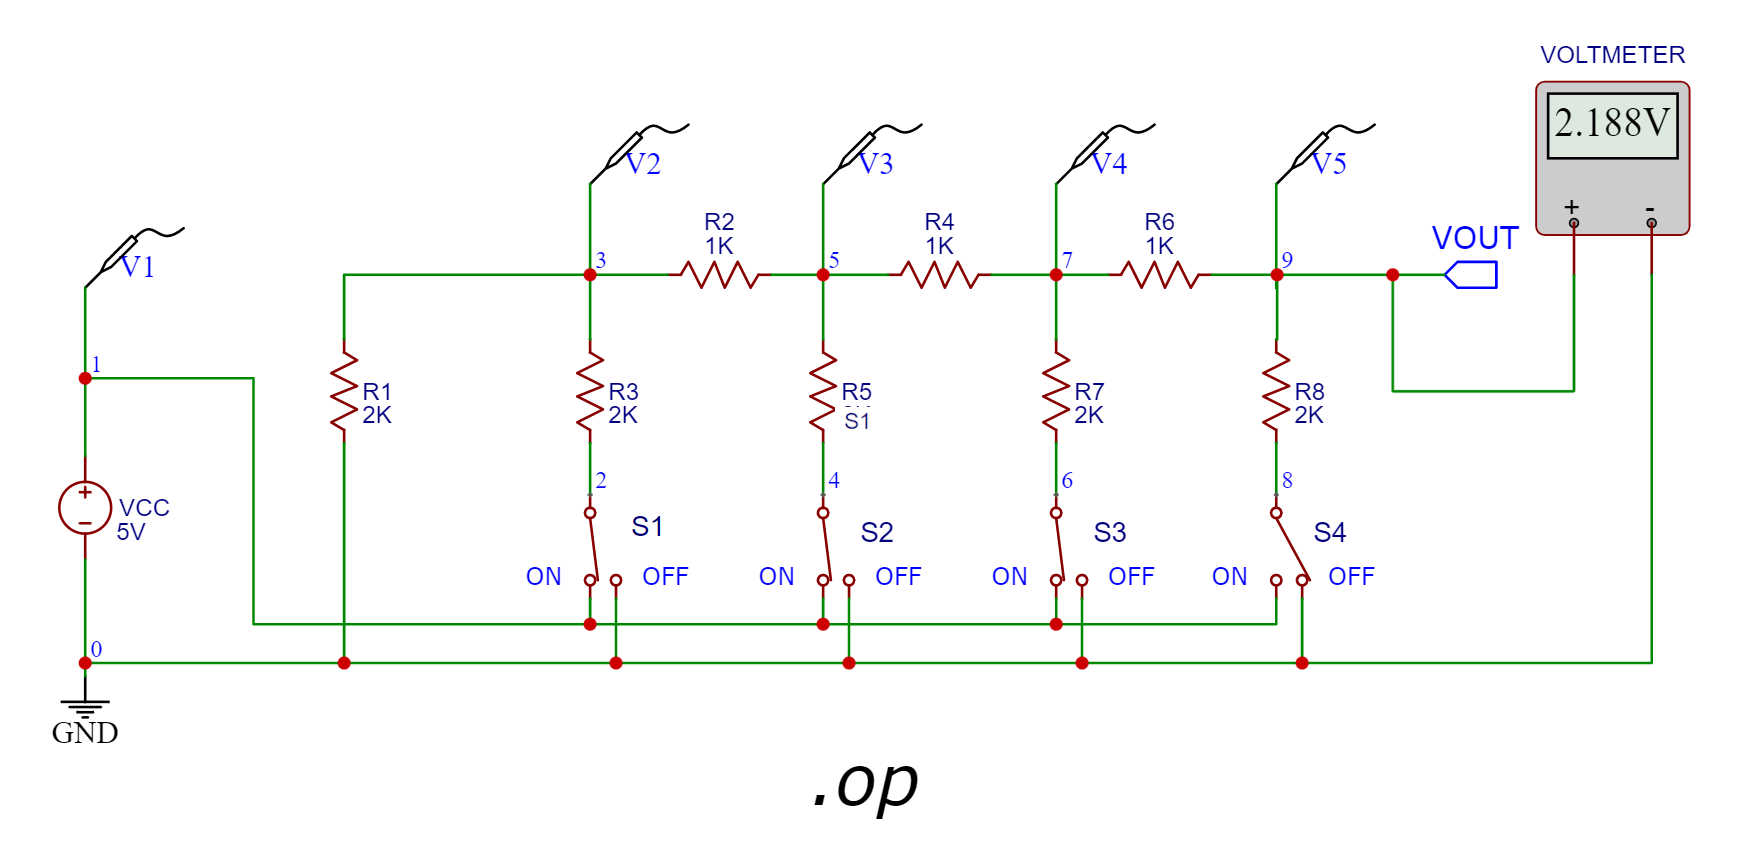 VOLTMETER
2.188V
+ -
V1
V2
V3
V4
V5
VOUT
R2
1K
R4
1K
R6
1K
3
5
7
9
1
R1
2K
R3
2K
R5
S1
R7
2K
R8
2K
2
4
6
8
+
−
VCC
5V
S1
S2
S3
S4
ON OFF
ON OFF
ON OFF
ON OFF
0
GND
.op